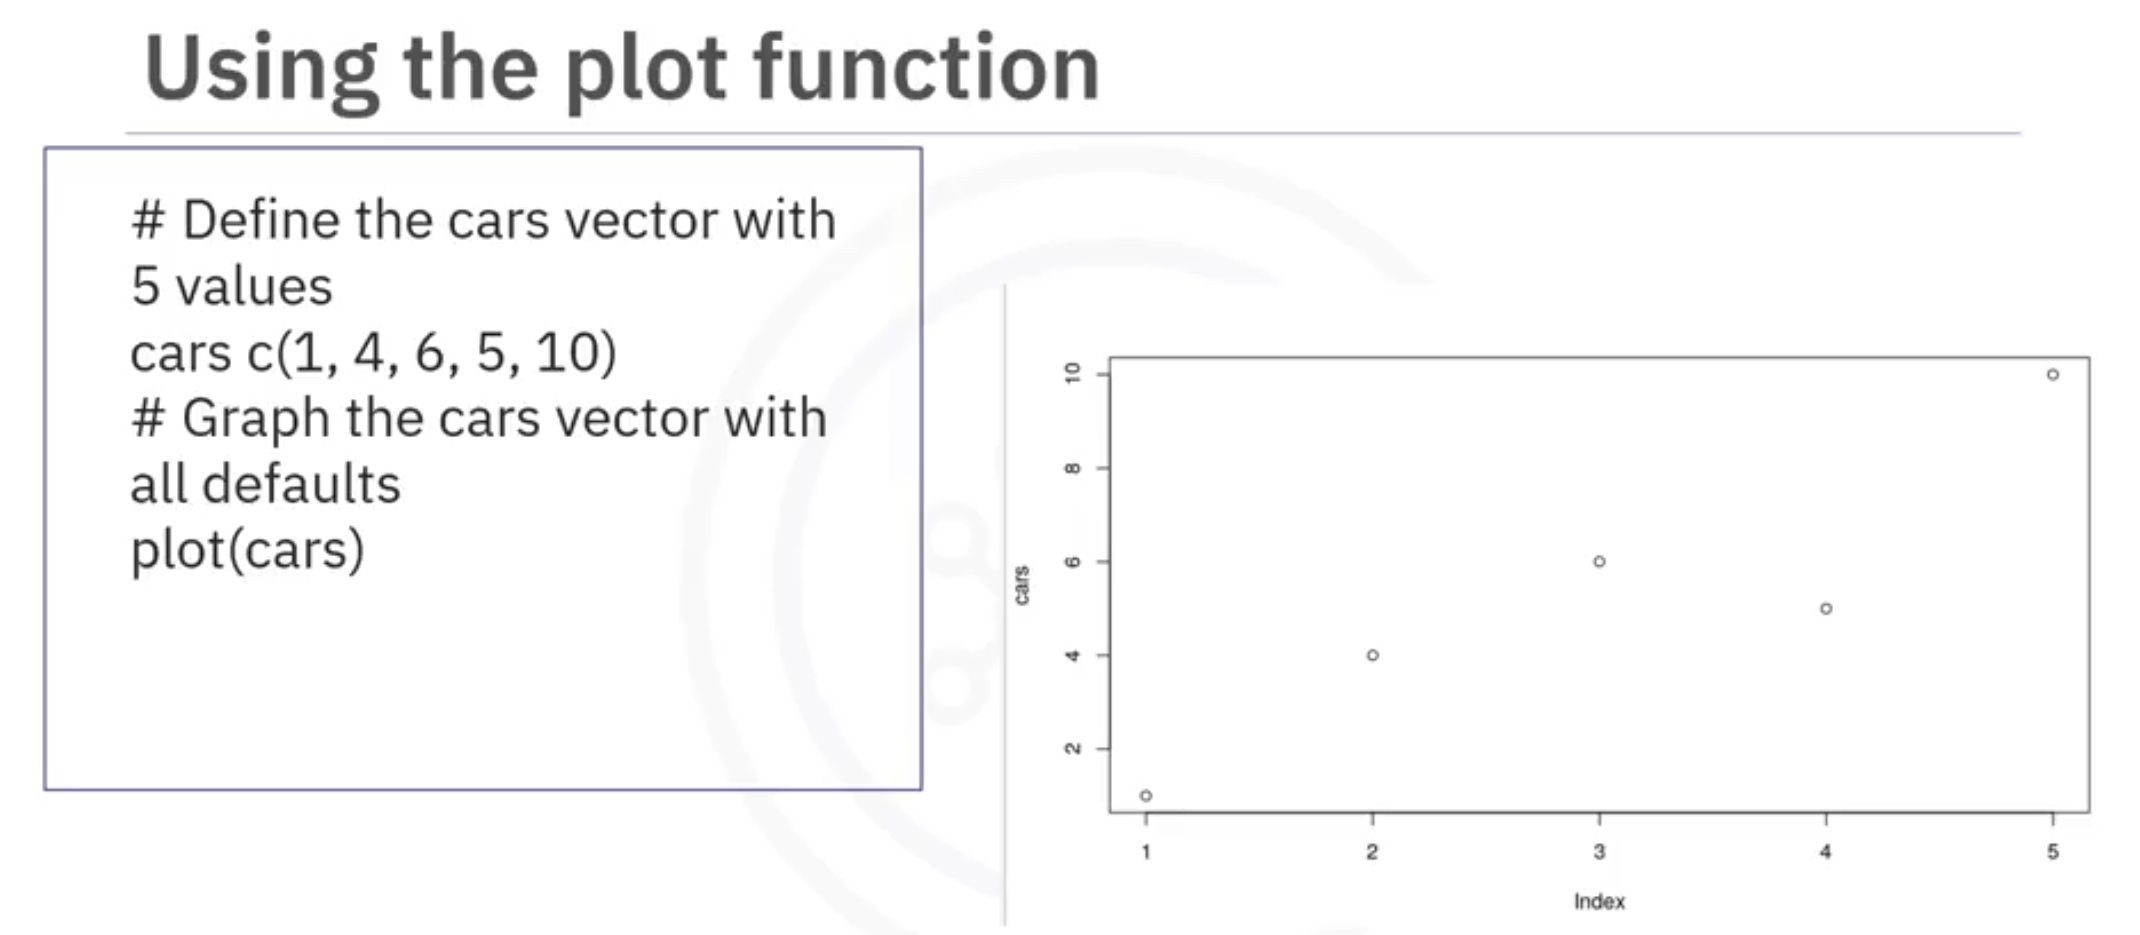 Using the plot function
# Define the cars vector with
5 values
cars c(1, 4, 6, 5, 10)
# Graph the cars vector with
all defaults
plot(cars)
10
8
6
4
2
cars
1 2 3 4 5
Index